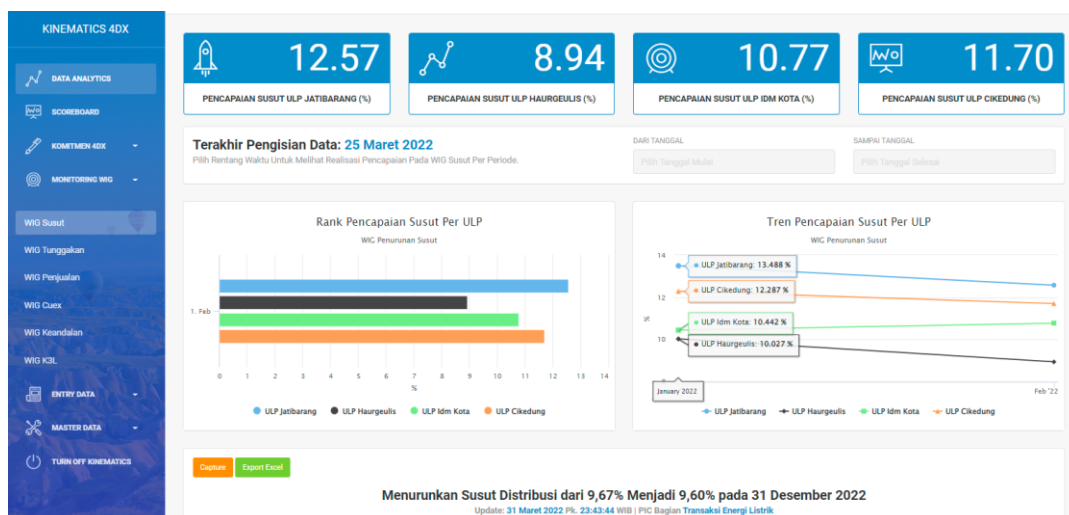 KINEMATICS 4DX
DATA ANALYTICS
SCOREBOARD
KOMITMEN 4DX
MONITORING WIG
WIG Susut
WIG Tunggakan
WIG Penjualan
WIG Cuex
WIG Keandalan
WIG K3L
ENTRY DATA
MASTER DATA
TURN OFF KINEMATICS
12.57
PENCAPAIAN SUSUT ULP JATIBARANG (%)
8.94
PENCAPAIAN SUSUT ULP HAURGEULIS (%)
10.77
PENCAPAIAN SUSUT ULP IDM KOTA (%)
11.70
PENCAPAIAN SUSUT ULP CIKEDUNG (%)
Terakhir Pengisian Data: 25 Maret 2022
Pilih Rentang Waktu Untuk Melihat Realisasi Pencapaian Pada WIG Susut Per Periode.
DARI TANGGAL
Pilih Tanggal Mulai
SAMPAI TANGGAL
Pilih Tanggal Selesai
Rank Pencapaian Susut Per ULP
WIG Penurunan Susut
1. Feb
0 1 2 3 4 5 6 7 8 9 10 11 12 13 14
%
ULP Jatibarang ULP Haurgeulis ULP Idm Kota ULP Cikedung
Tren Pencapaian Susut Per ULP
WIG Penurunan Susut
14
12
10
%
ULP Jatibarang: 13.488 %
ULP Cikedung: 12.287 %
ULP Idm Kota: 10.442 %
ULP Haurgeulis: 10.027 %
January 2022
Feb '22
ULP Jatibarang ULP Haurgeulis ULP Idm Kota ULP Cikedung
Capture Export Excel
Menurunkan Susut Distribusi dari 9,67% Menjadi 9,60% pada 31 Desember 2022
Update: 31 Maret 2022 Pk. 23:43:44 WIB | PIC Bagian Transaksi Energi Listrik